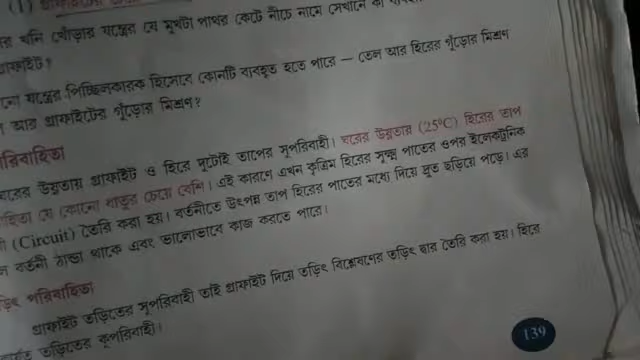 (1)
র খনি খোঁড়ার যন্ত্রের যে মুখটা পাথর কেটে নীচে নামে সেখানে কী
গ্রাফাইট?
নো যন্ত্রের পিচ্ছিলকারক হিসেবে কোনটি ব্যবহৃত হতে পারে — তেল আর হিরের গুঁড়োর মিশ্রণ
আর গ্রাফাইটের গুঁড়োর মিশ্রণ?
পরিবাহিতা
ঘরের উষ্ণতায় গ্রাফাইট ও হিরে দুটোই তাপের সুপরিবাহী। ঘরের উষ্ণতায় (25°C) হিরের তাপ
বাহিতা যে কোনো ধাতুর চেয়ে বেশি। এই কারণে এখন কৃত্রিম হিরের সূক্ষ্ম পাতের ওপর ইলেকট্রনিক
নী (Circuit) তৈরি করা হয়। বর্তনীতে উৎপন্ন তাপ হিরের পাতের মধ্যে দিয়ে দ্রুত ছড়িয়ে পড়ে। এর
ল বর্তনী ঠান্ডা থাকে এবং ভালোভাবে কাজ করতে পারে।
ড়িৎ পরিবাহিতা
গ্রাফাইট তড়িতের সুপরিবাহী তাই গ্রাফাইট দিয়ে তড়িৎ বিশ্লেষণের তড়িৎ দ্বার তৈরি করা হয়। হিরে
তড়িতের কুপরিবাহী।
139